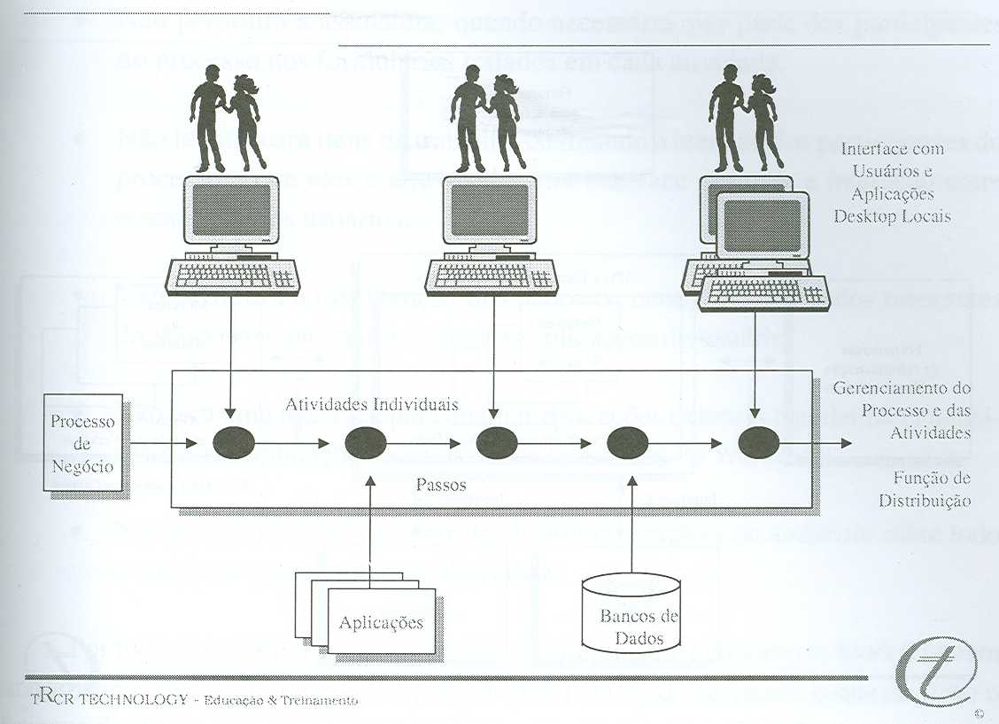 Interface com
Usuários e
Aplicações
Desktop Locais
Processo
de
Negócio
Atividades Individuais
Passos
Gerenciamento do
Processo e das
Atividades
Função de
Distribuição
Aplicações
Bancos de
Dados
TRCR TECHNOLOGY - Educação & Treinamento
t
©